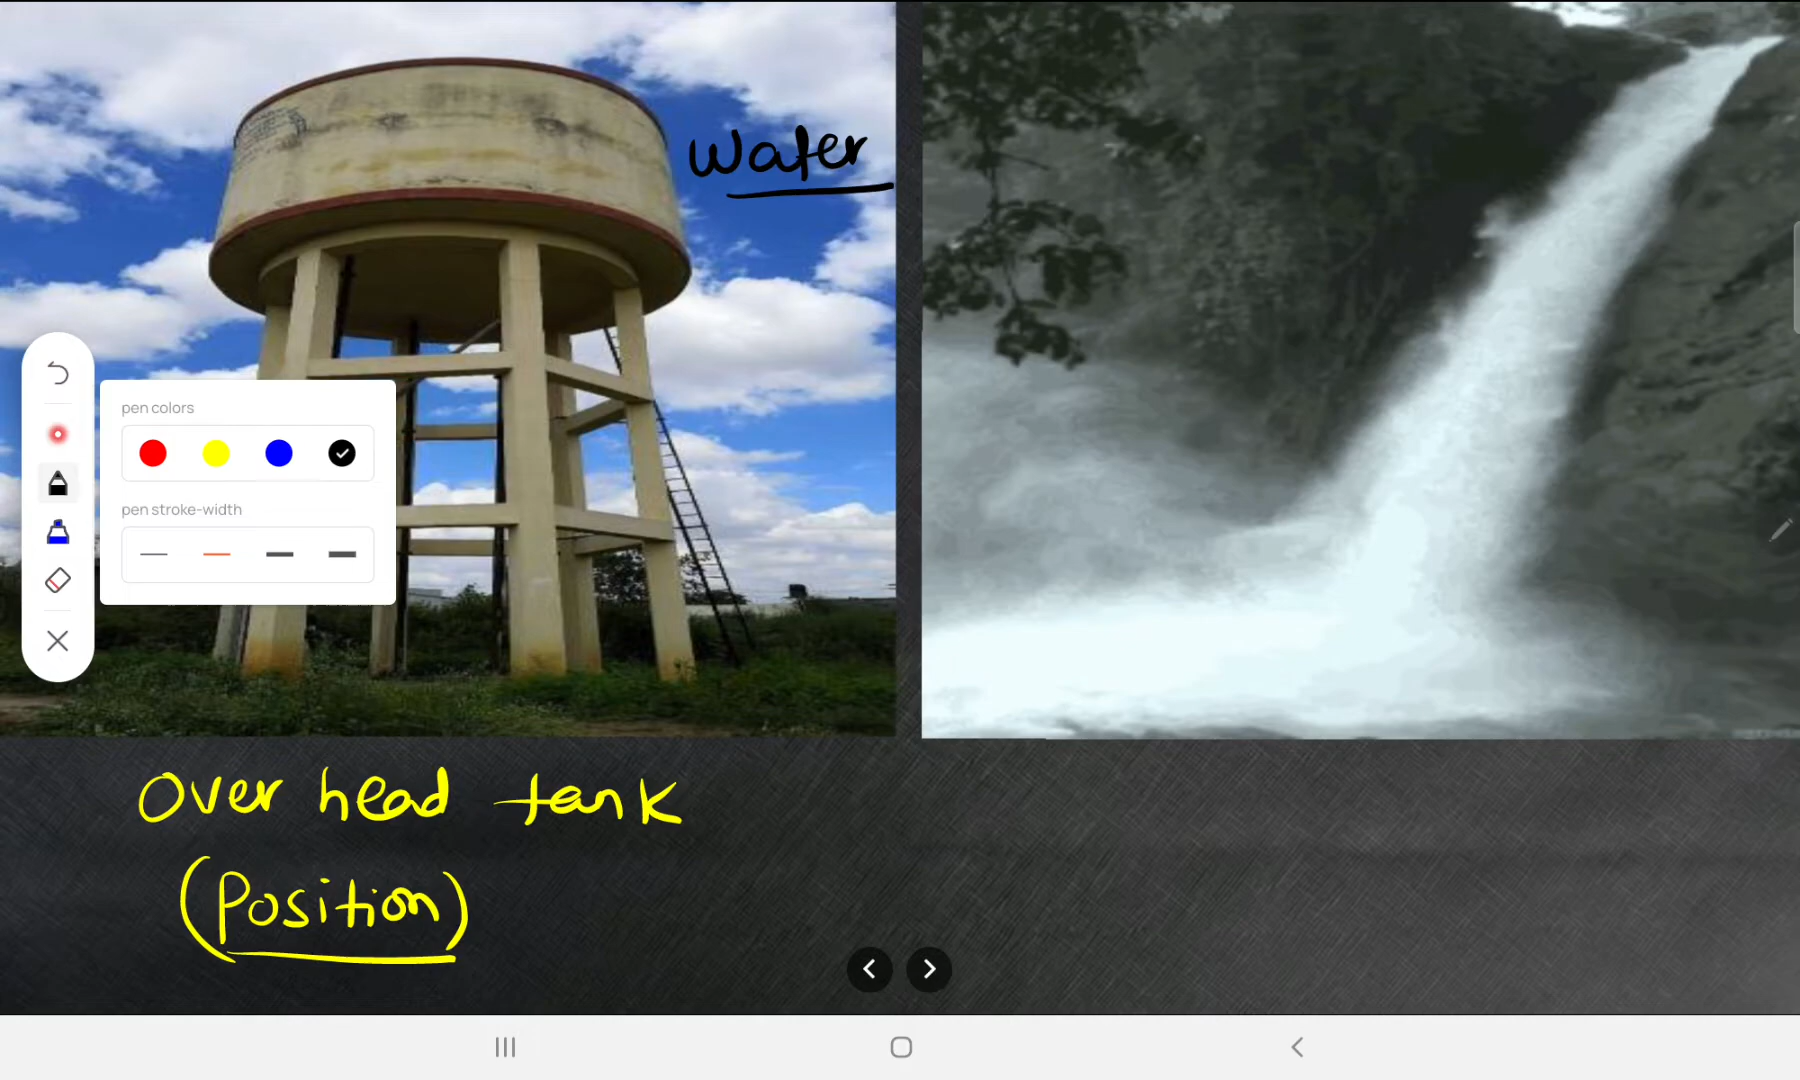 water
pen colors
pen stroke-width
Over head tank
(Position)